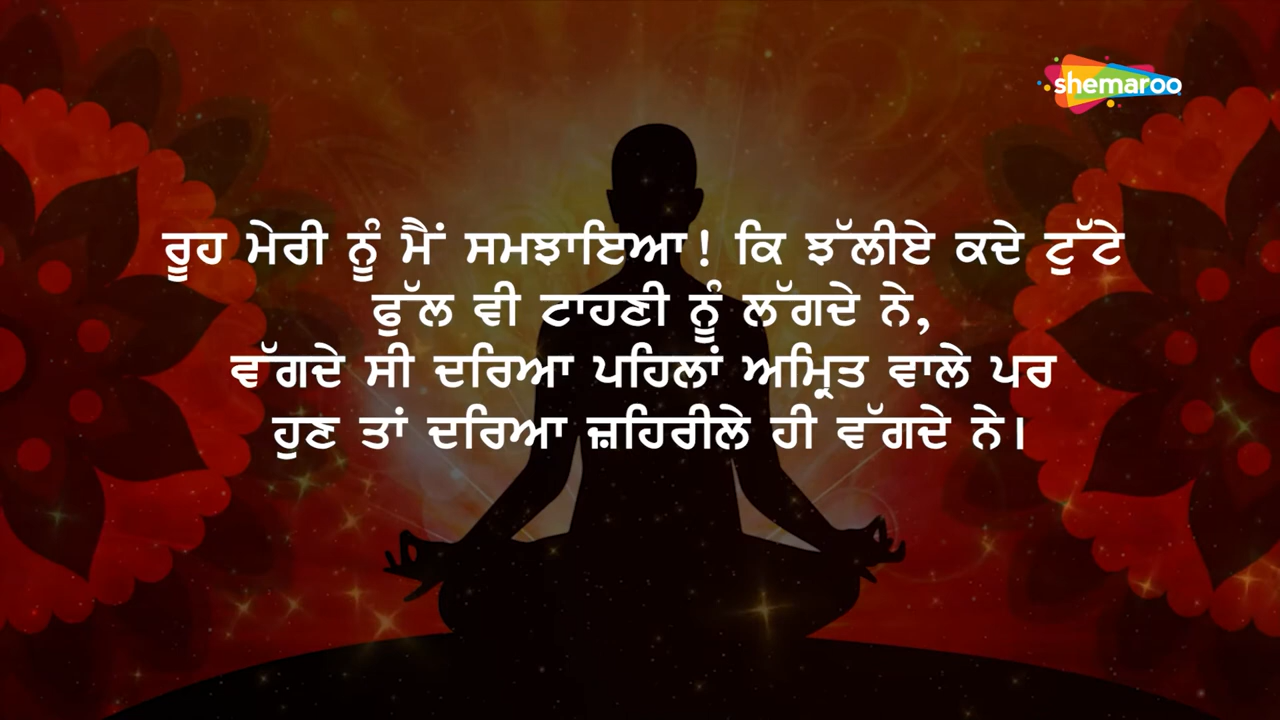 shemaroo
ਰੂਹ ਮੇਰੀ ਨੂੰ ਮੈਂ ਸਮਝਾਇਆ! ਕਿ ਝੱਲੀਏ ਕਦੇ ਟੁੱਟੇ
ਫੁੱਲ ਵੀ ਟਾਹਣੀ ਨੂੰ ਲੱਗਦੇ ਨੇ,
ਵੱਗਦੇ ਸੀ ਦਰਿਆ ਪਹਿਲਾਂ ਅਮ੍ਰਿਤ ਵਾਲੇ ਪਰ
ਹੁਣ ਤਾਂ ਦਰਿਆ ਜ਼ਹਿਰੀਲੇ ਹੀ ਵੱਗਦੇ ਨੇ।